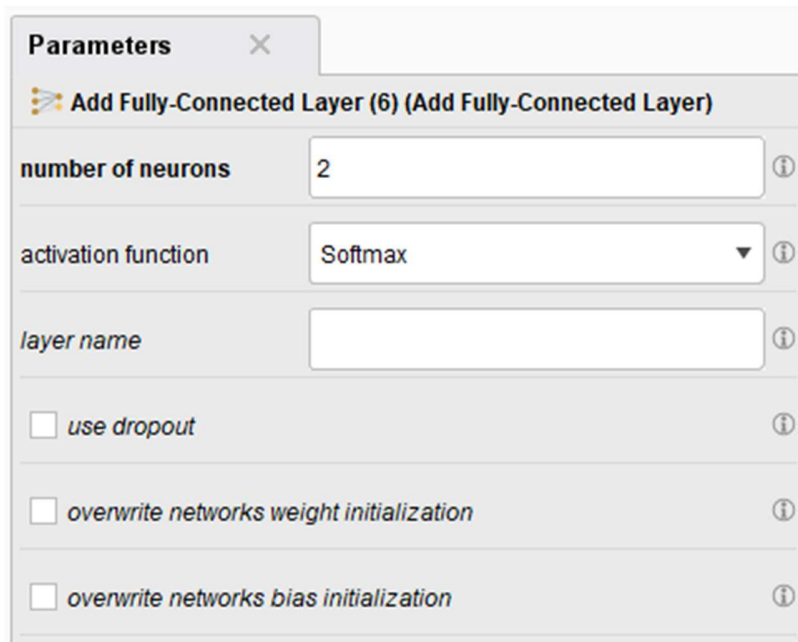 Parameters
Add Fully-Connected Layer (6) (Add Fully-Connected Layer)
number of neurons 2
activation function Softmax
layer name
use dropout
overwrite networks weight initialization
overwrite networks bias initialization